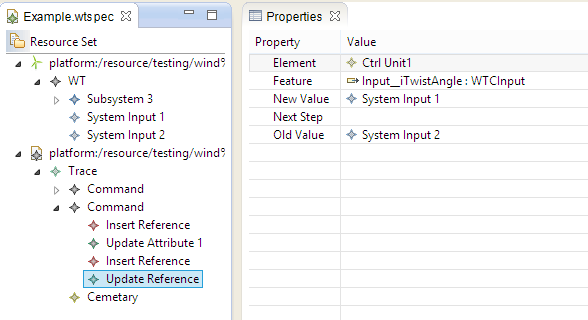 Example.wtspec
Resource Set
platform:/resource/testing/wind%
WT
Subsystem 3
System Input 1
System Input 2
platform:/resource/testing/wind%
Trace
Command
Command
Insert Reference
Update Attribute 1
Insert Reference
Update Reference
Cemetary
Properties
Property Value
Element Ctrl Unit1
Feature Input__iTwistAngle : WTCInput
New Value System Input 1
Next Step
Old Value System Input 2